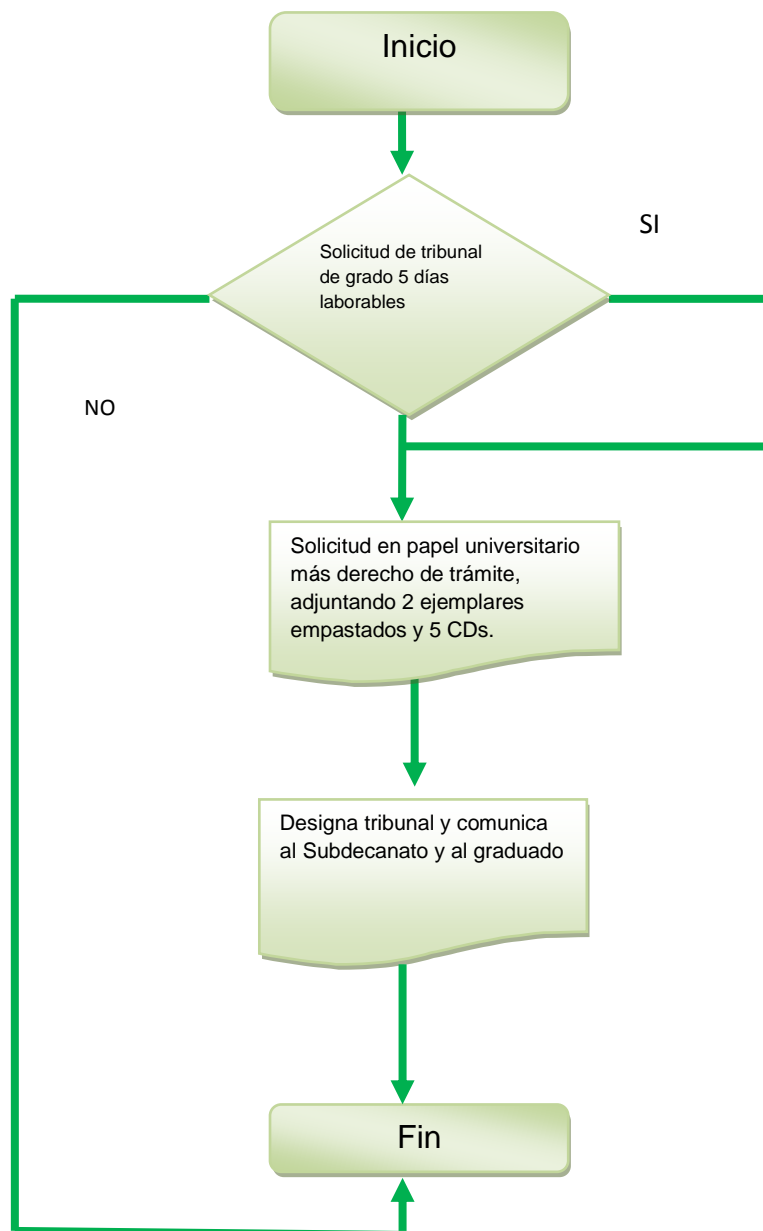 Inicio
SI
Solicitud de tribunal
de grado 5 días
laborables
NO
Solicitud en papel universitario
más derecho de trámite,
adjuntando 2 ejemplares
empastados y 5 CDs.
Designa tribunal y comunica
al Subdecanato y al graduado
Fin